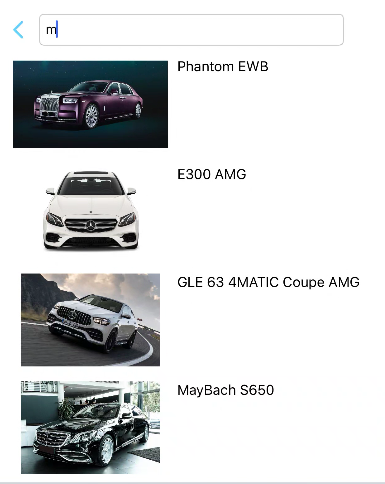 m
Phantom EWB
E300 AMG
GLE 63 4MATIC Coupe AMG
MayBach S650